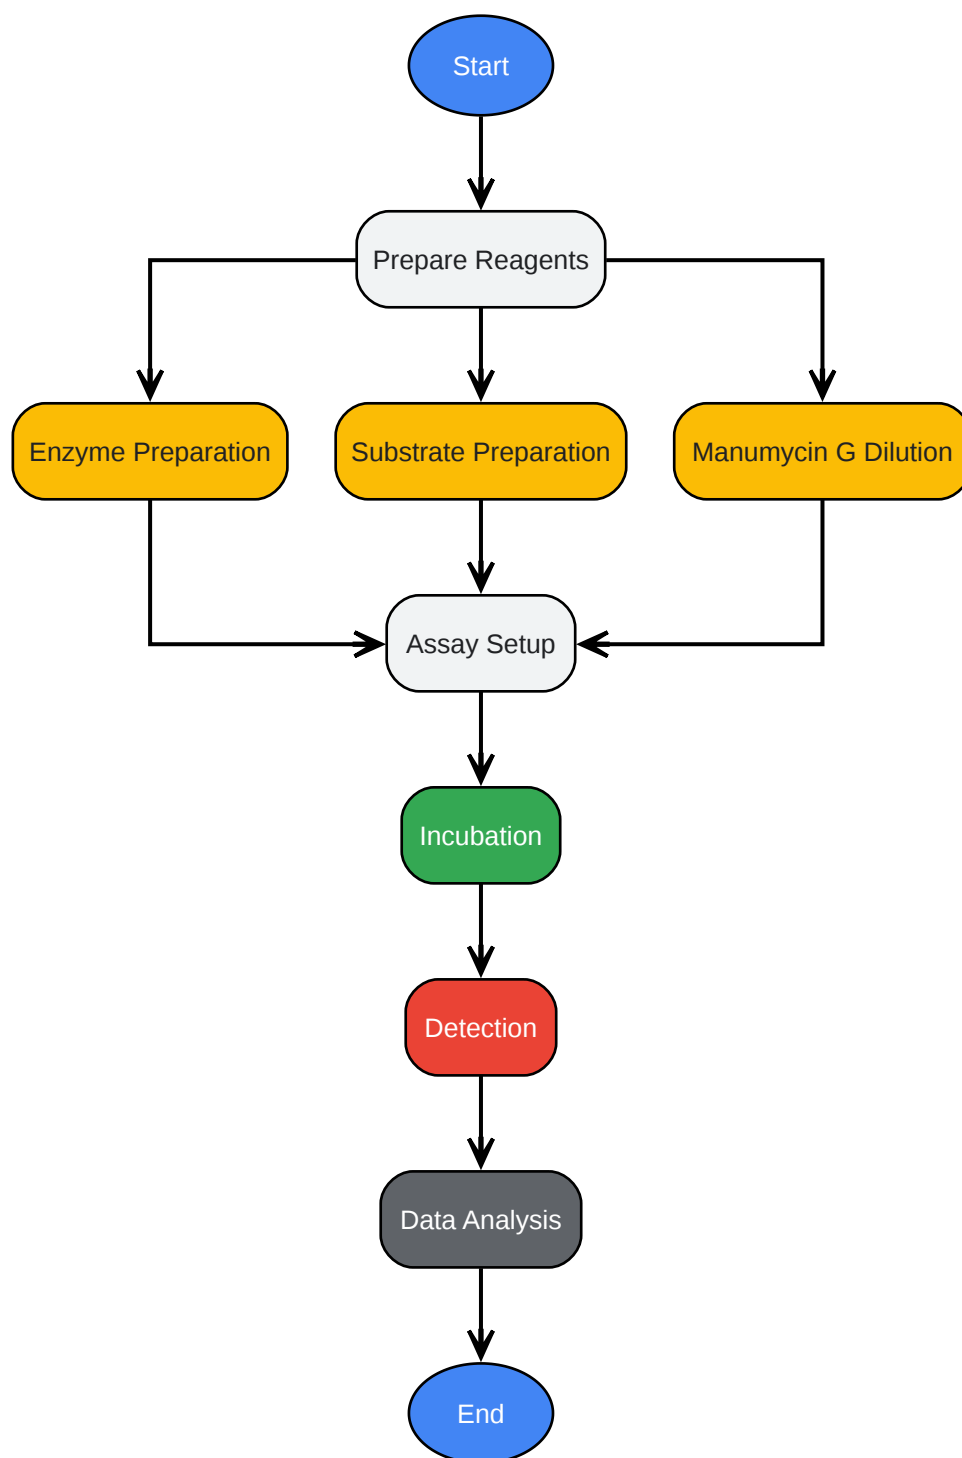 Start
Prepare Reagents
Enzyme Preparation
Substrate Preparation
Manumycin G Dilution
Assay Setup
Incubation
Detection
Data Analysis
End